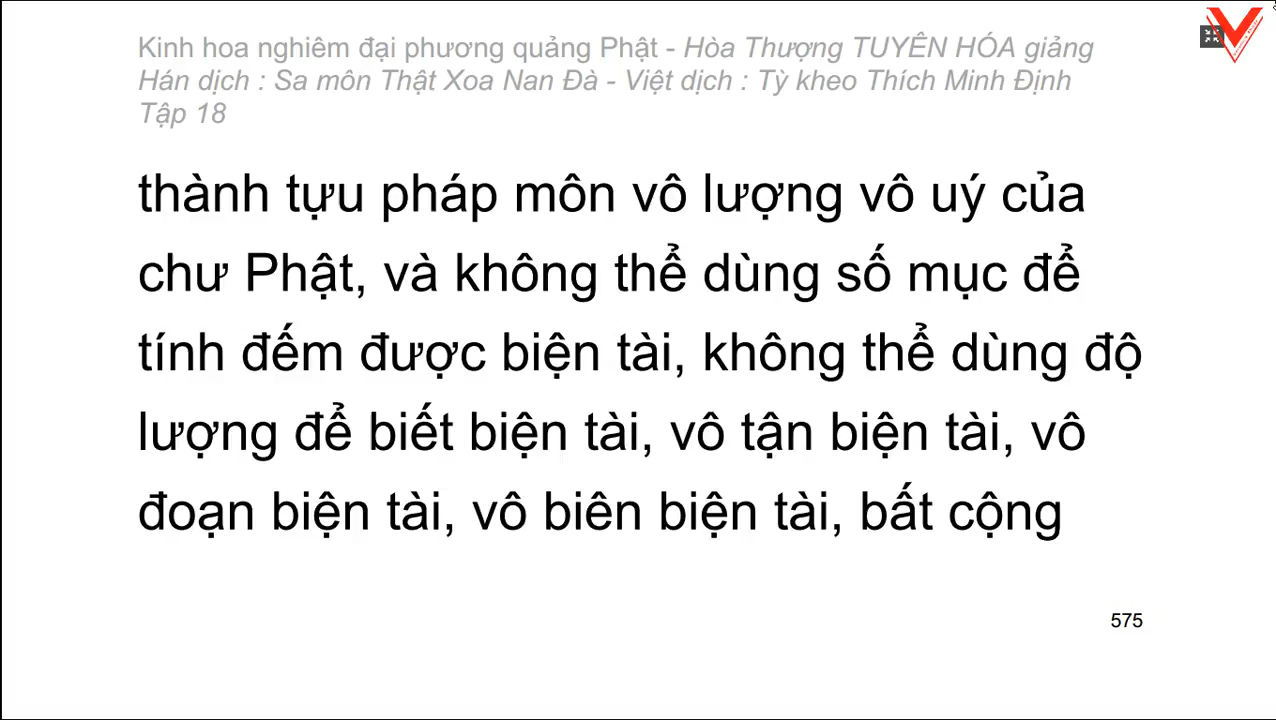 Kinh hoa nghiêm đại phương quảng Phật - Hòa Thượng TUYÊN HÓA giảng
Hán dịch : Sa môn Thật Xoa Nan Đà - Việt dịch : Tỳ kheo Thích Minh Định
Tập 18
thành tựu pháp môn vô lượng vô uý của
chư Phật, và không thể dùng số mục để
tính đếm được biện tài, không thể dùng độ
lượng để biết biện tài, vô tận biện tài, vô
đoạn biện tài, vô biên biện tài, bất cộng
575